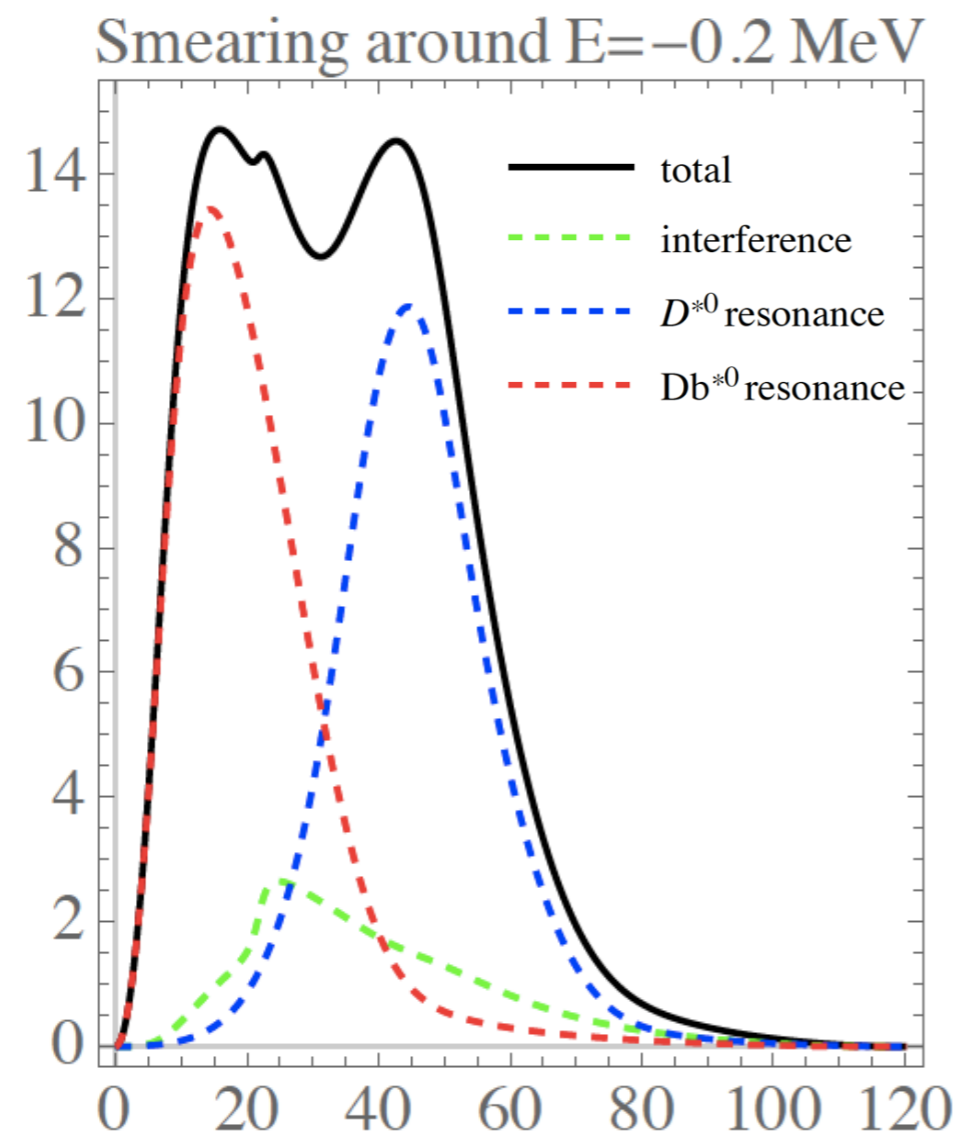 Smearing around E=−0.2 MeV
14
12
10
8
6
4
2
0
total
interference
D*0 resonance
Db*0 resonance
0 20 40 60 80 100 120